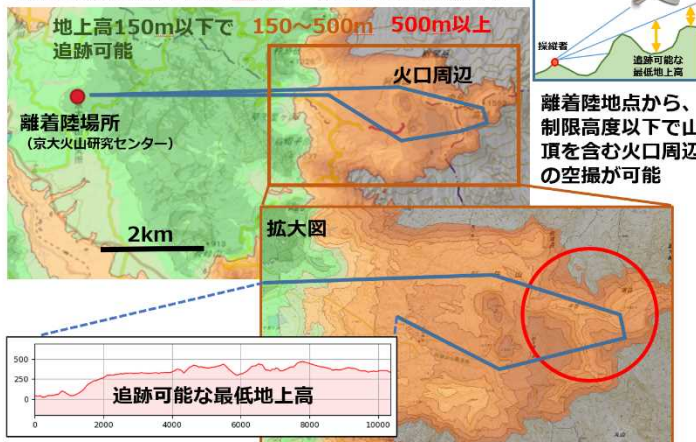 地上高150m以下で
追跡可能
150～500m
500m以上
火口周辺
離着陸場所
（京大火山研究センター）
2km
操縦者
追跡可能な
最低地上高
離着陸地点から、
制限高度以下で山
頂を含む火口周辺
の空撮が可能
拡大図
500
250
0
追跡可能な最低地上高
0
2000
4000
6000
8000
10000